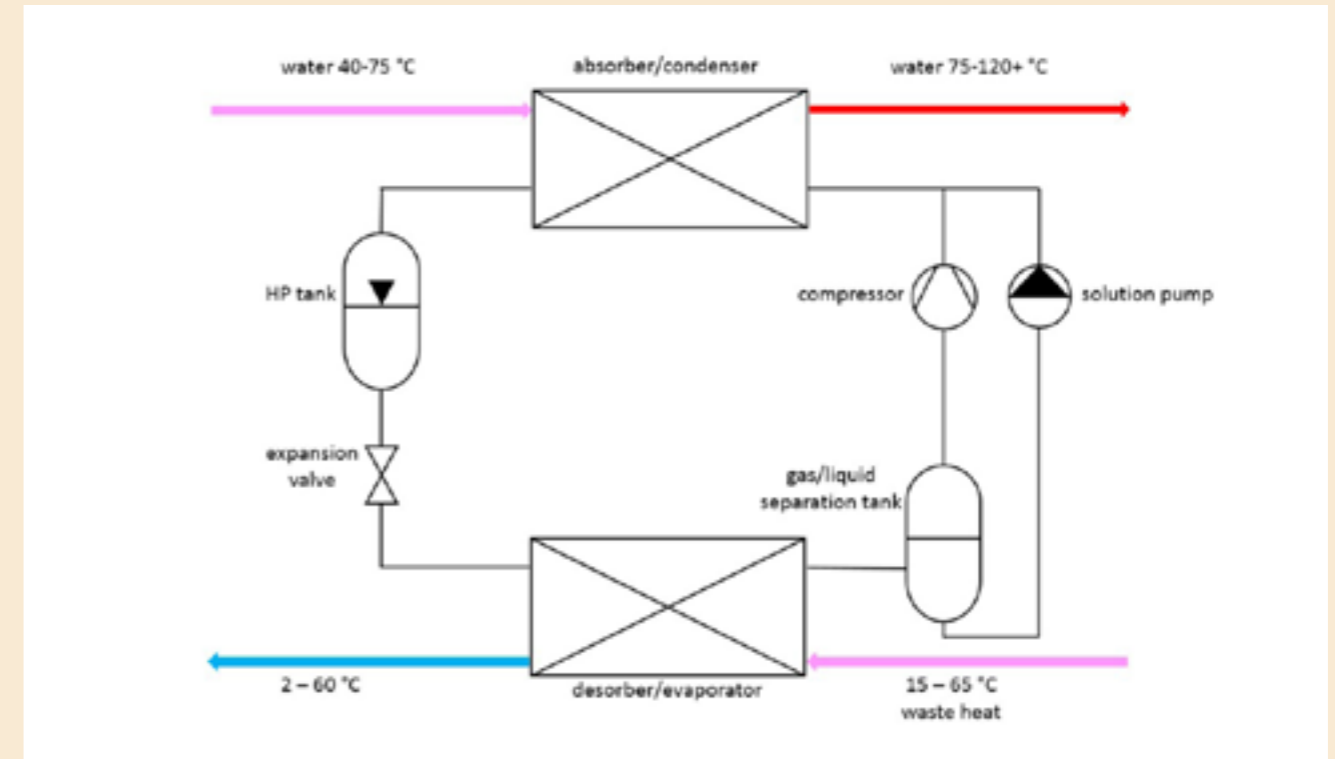 water 40-75 °C
absorber/condenser
water 75-120+ °C
HP tank
compressor
solution pump
expansion
valve
gas/liquid
separation tank
2 – 60 °C
desorber/evaporator
15 – 65 °C
waste heat